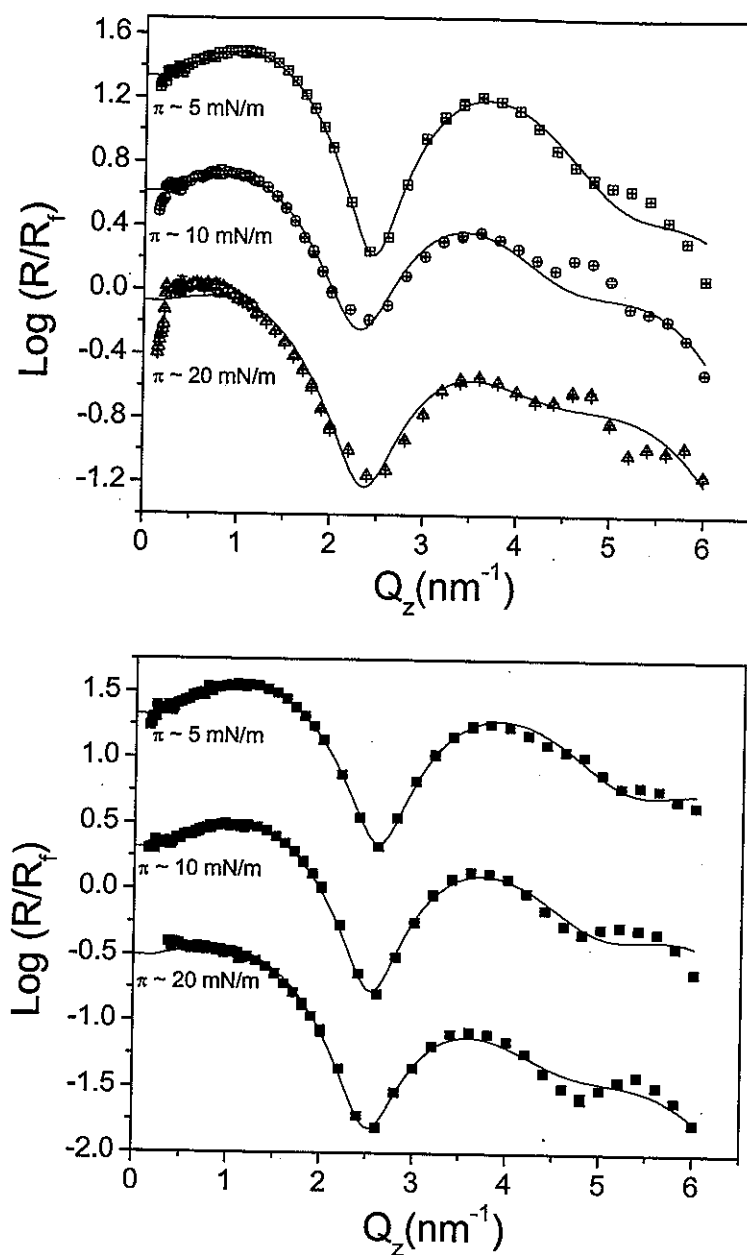 1.6
1.2
0.8
0.4
0.0
-0.4
-0.8
-1.2
Log (R/R_f)
π ~ 5 mN/m
π ~ 10 mN/m
π ~ 20 mN/m
0 1 2 3 4 5 6
Q_z(nm⁻¹)
1.5
1.0
0.5
0.0
-0.5
-1.0
-1.5
-2.0
Log (R/R_f)
π ~ 5 mN/m
π ~ 10 mN/m
π ~ 20 mN/m
0 1 2 3 4 5 6
Q_z(nm⁻¹)